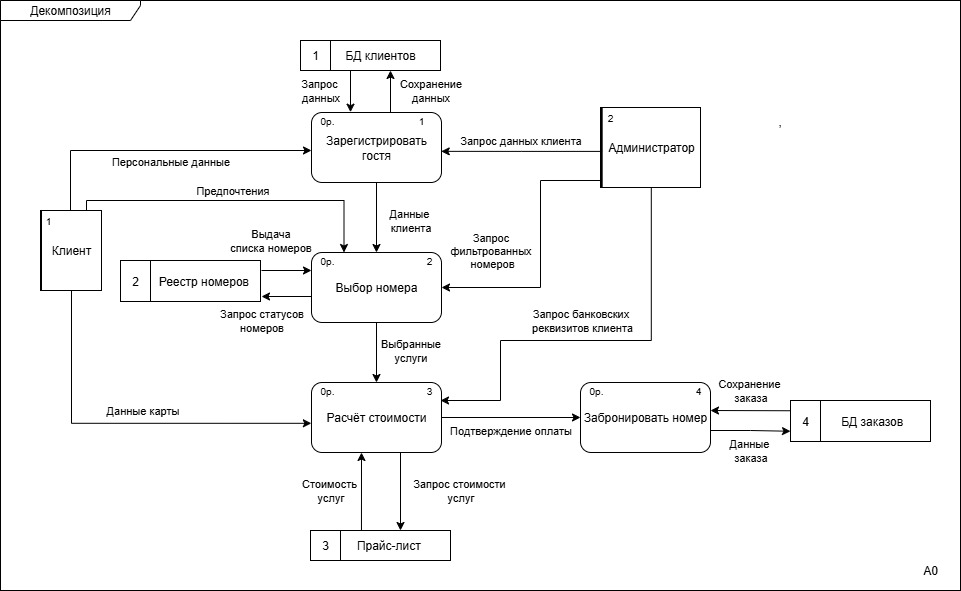 Декомпозиция
1
БД клиентов
Запрос
данных
Сохранение
данных
0р.
1
Зарегистрировать
гостя
2
Администратор
,
Запрос данных клиента
Персональные данные
Предпочтения
1
Клиент
Данные
клиента
Выдача
списка номеров
Запрос
фильтрованных
номеров
2
Реестр номеров
0р.
2
Выбор номера
Запрос статусов
номеров
Запрос банковских
реквизитов клиента
Выбранные
услуги
Данные карты
0р.
3
Расчёт стоимости
Подтверждение оплаты
0р.
4
Забронировать номер
Сохранение
заказа
4
БД заказов
Данные
заказа
Стоимость
услуг
Запрос стоимости
услуг
3
Прайс-лист
A0